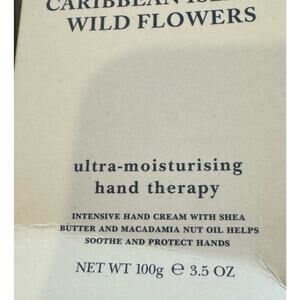 CARIBBEAN
WILD FLOWERS
ultra-moisturising
hand therapy
INTENSIVE HAND CREAM WITH SHEA
BUTTER AND MACADAMIA NUT OIL HELPS
SOOTHE AND PROTECT HANDS
NET WT 100g ℮ 3.5 OZ